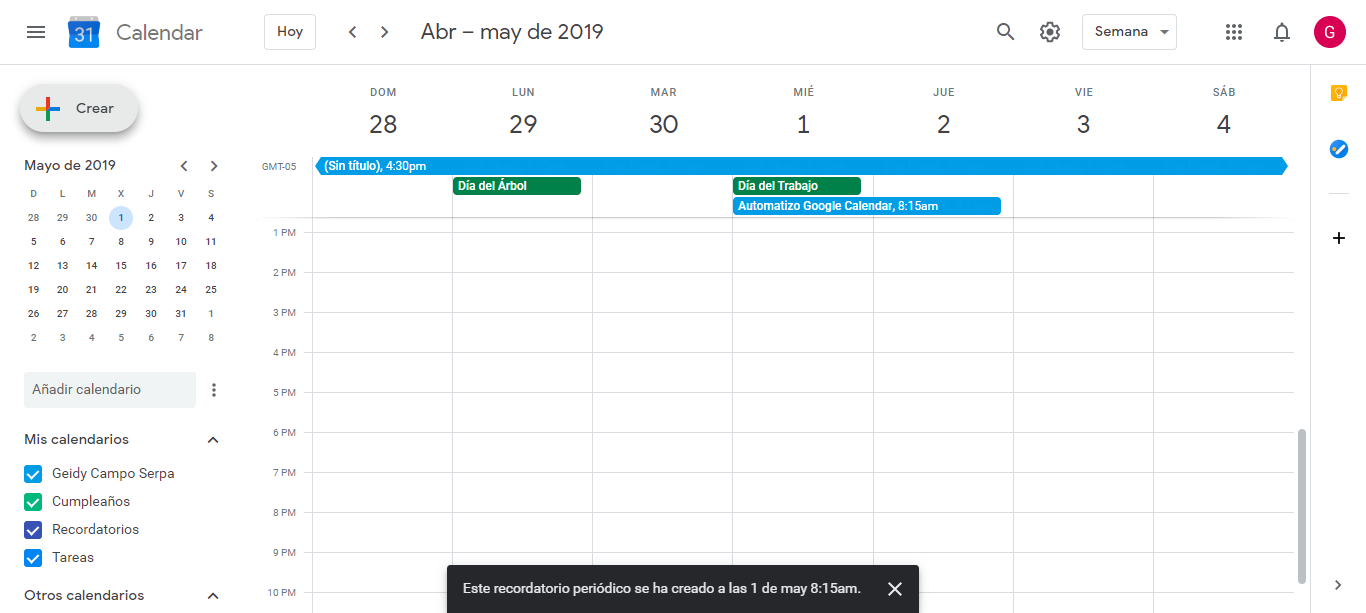 31 Calendar Hoy Abr – may de 2019 Semana G
Crear
Mayo de 2019
D L M X J V S
28 29 30 1 2 3 4
5 6 7 8 9 10 11
12 13 14 15 16 17 18
19 20 21 22 23 24 25
26 27 28 29 30 31 1
2 3 4 5 6 7 8
Añadir calendario
Mis calendarios
Geidy Campo Serpa
Cumpleaños
Recordatorios
Tareas
Otros calendarios
DOM LUN MAR MIÉ JUE VIE SÁB
28 29 30 1 2 3 4
GMT-05 (Sin título), 4:30pm
Día del Árbol Día del Trabajo
Automatizo Google Calendar, 8:15am
1 PM
2 PM
3 PM
4 PM
5 PM
6 PM
7 PM
8 PM
9 PM
10 PM
Este recordatorio periódico se ha creado a las 1 de may 8:15am.